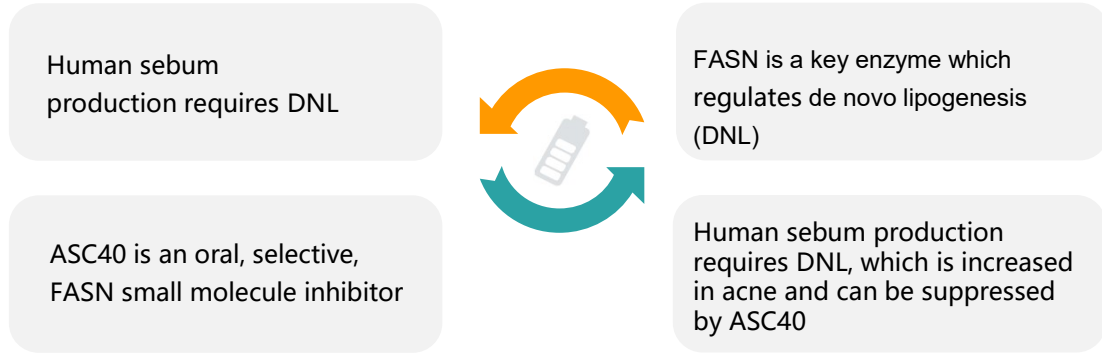 Human sebum
production requires DNL
FASN is a key enzyme which
regulates de novo lipogenesis
(DNL)
ASC40 is an oral, selective,
FASN small molecule inhibitor
Human sebum production
requires DNL, which is increased
in acne and can be suppressed
by ASC40